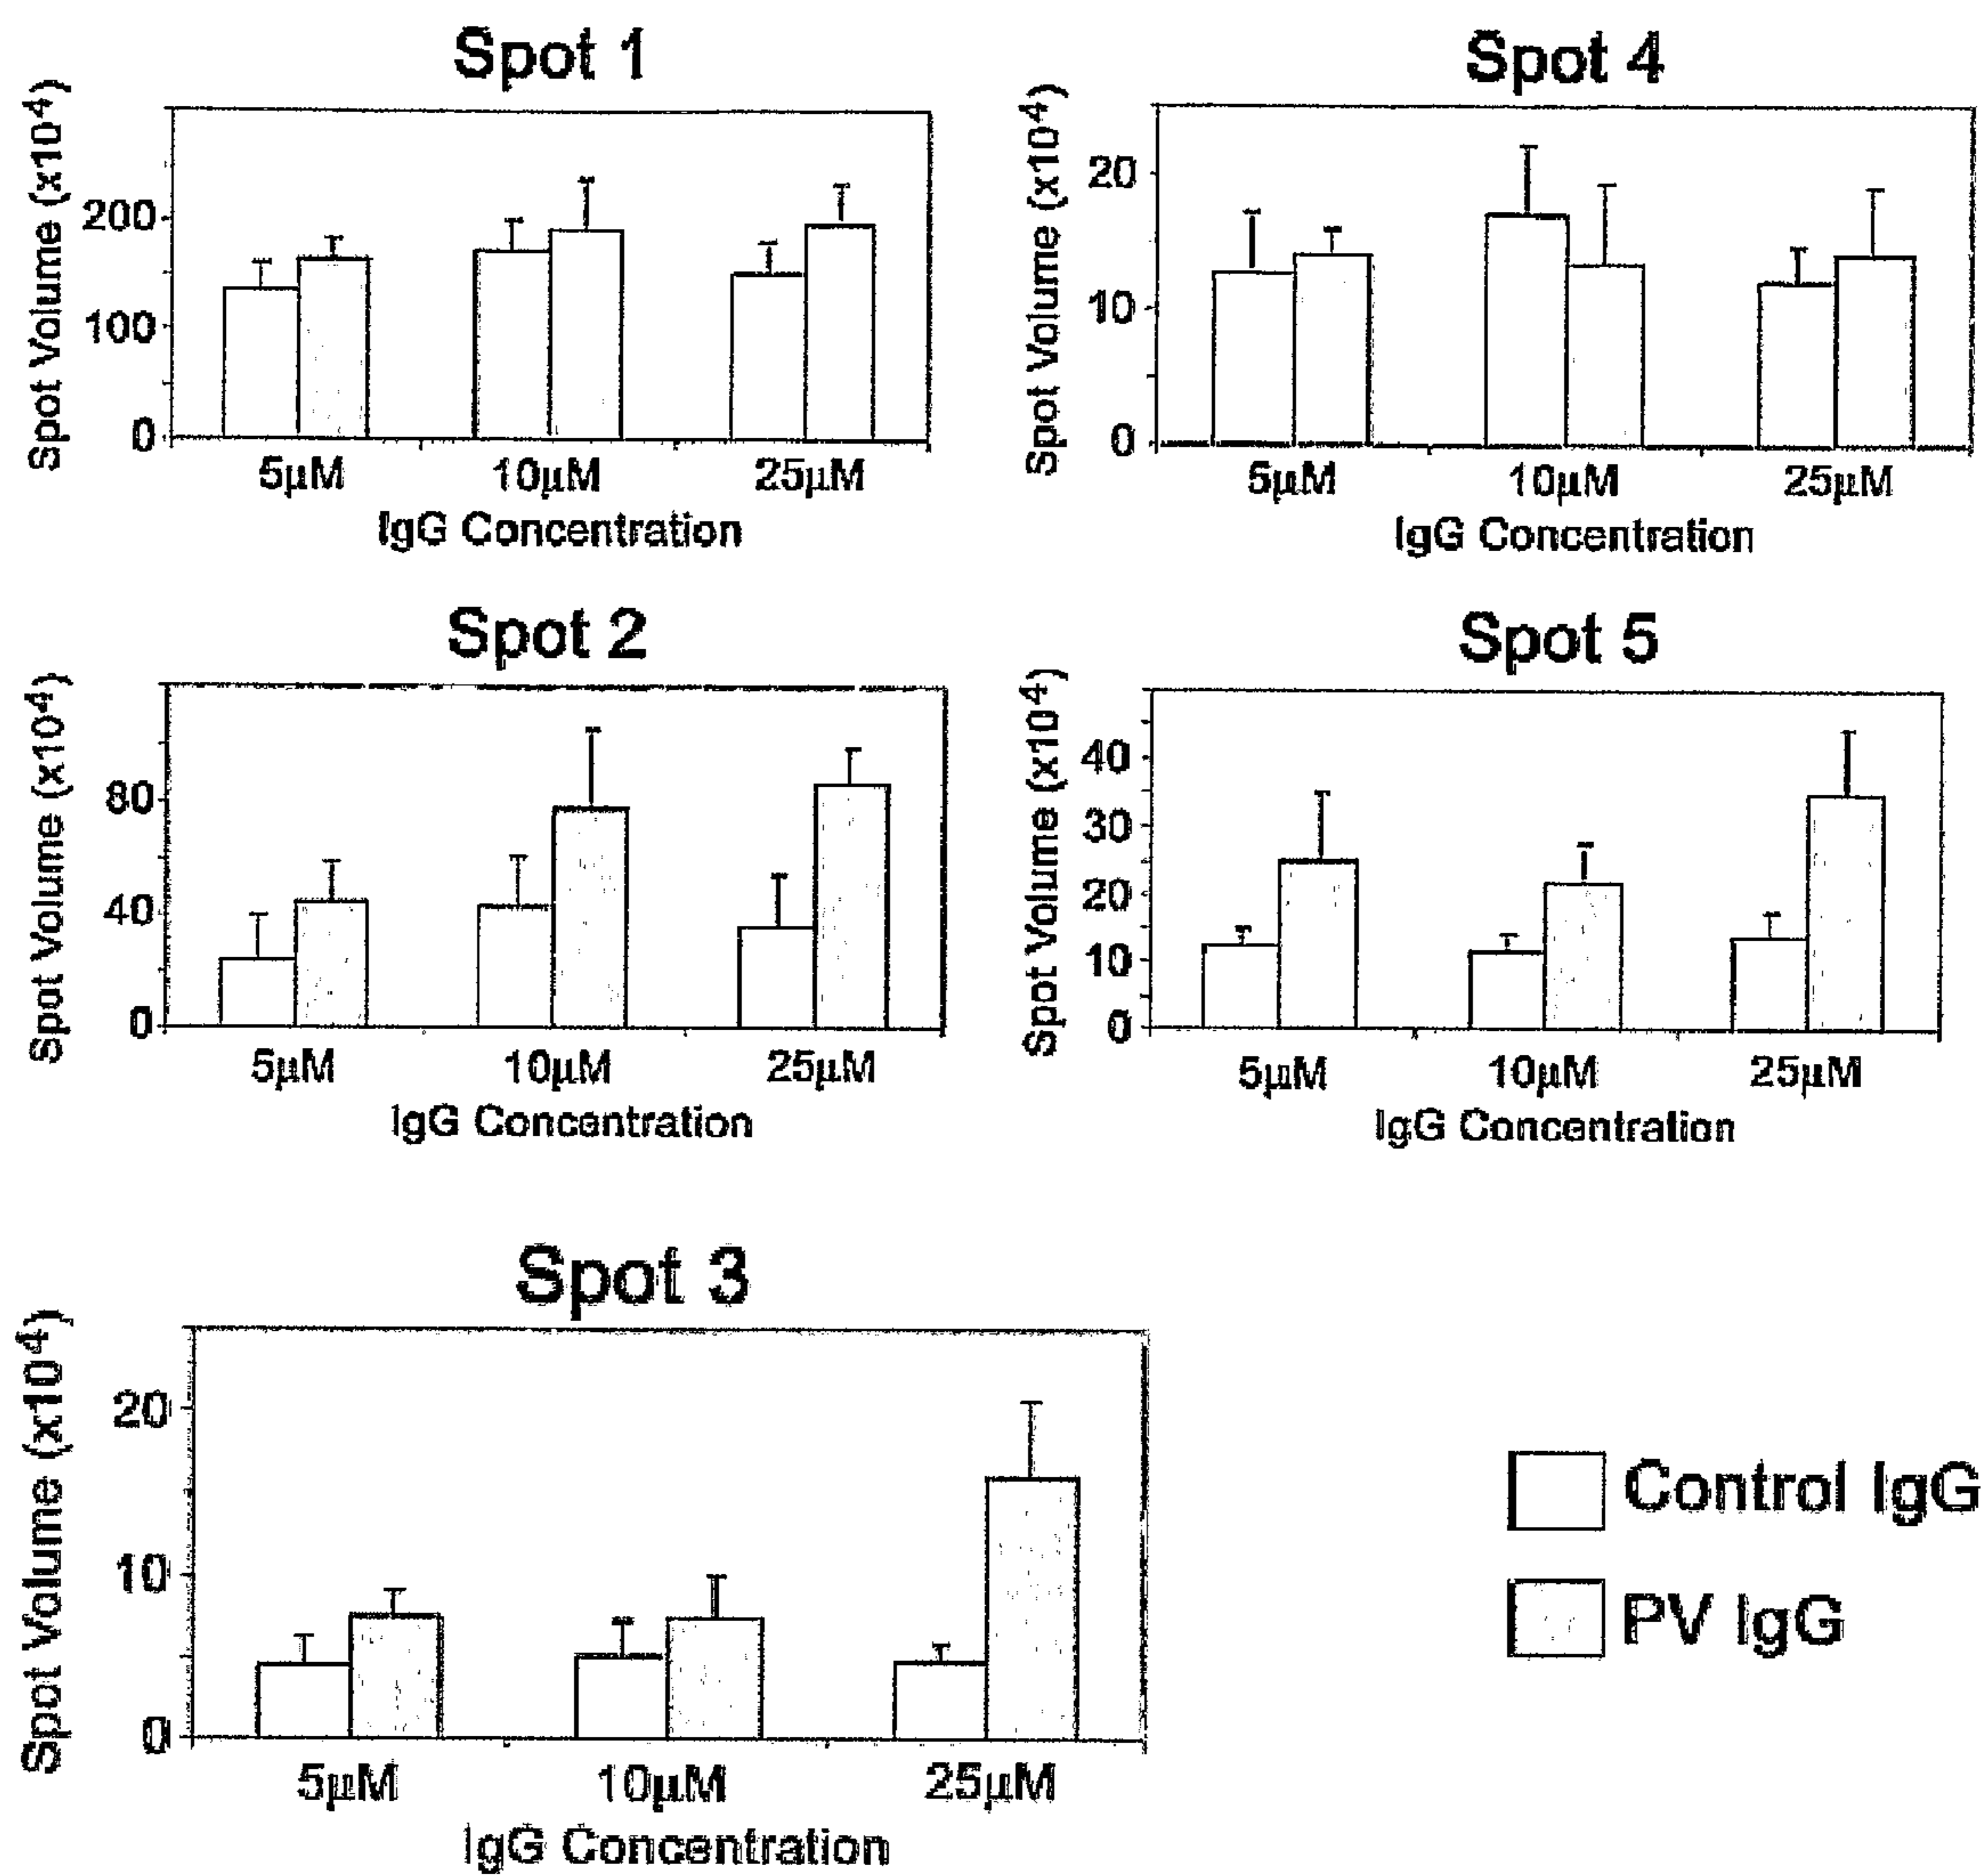 Spot 1
Spot Volume (x10⁴)
200
100
0
5µM 10µM 25µM
IgG Concentration
Spot 4
Spot Volume (x10⁴)
20
10
0
5µM 10µM 25µM
IgG Concentration
Spot 2
Spot Volume (x10⁴)
80
40
0
5µM 10µM 25µM
IgG Concentration
Spot 5
Spot Volume (x10⁴)
40
30
20
10
0
5µM 10µM 25µM
IgG Concentration
Spot 3
Spot Volume (x10⁴)
20
10
0
5µM 10µM 25µM
IgG Concentration
Control IgG
PV IgG